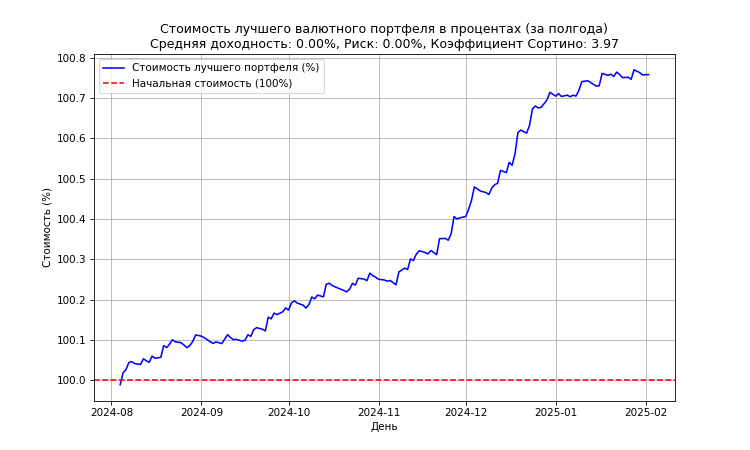 Стоимость лучшего валютного портфеля в процентах (за полгода)
Средняя доходность: 0.00%, Риск: 0.00%, Коэффициент Сортино: 3.97
Стоимость лучшего портфеля (%)
Начальная стоимость (100%)
Стоимость (%)
100.8
100.7
100.6
100.5
100.4
100.3
100.2
100.1
100.0
2024-08
2024-09
2024-10
2024-11
2024-12
2025-01
2025-02
День